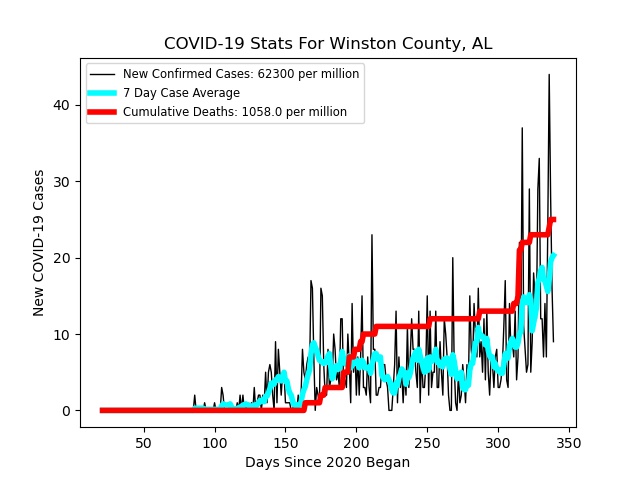 COVID-19 Stats For Winston County, AL
New Confirmed Cases: 62300 per million
7 Day Case Average
Cumulative Deaths: 1058.0 per million
New COVID-19 Cases
40
30
20
10
0
50 100 150 200 250 300 350
Days Since 2020 Began